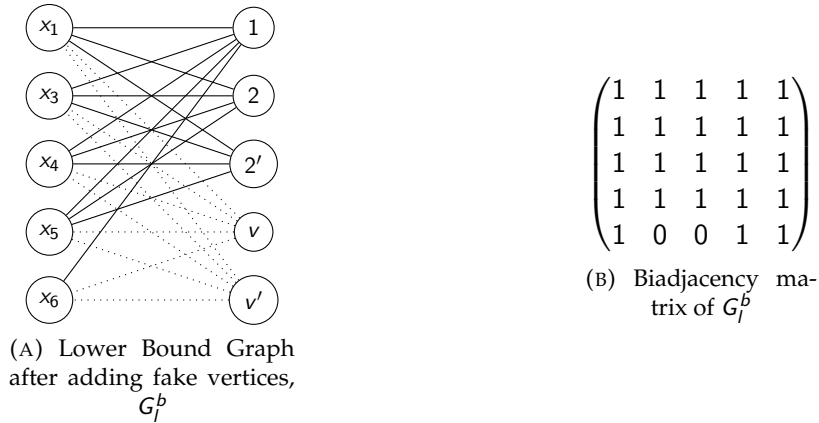 x1 1
x3 2
x4 2′
x5 v
x6 v′
(A) Lower Bound Graph
after adding fake vertices,
G_l^b
1 1 1 1 1
1 1 1 1 1
1 1 1 1 1
1 1 1 1 1
1 0 0 1 1
(B) Biadjacency ma-
trix of G_l^b